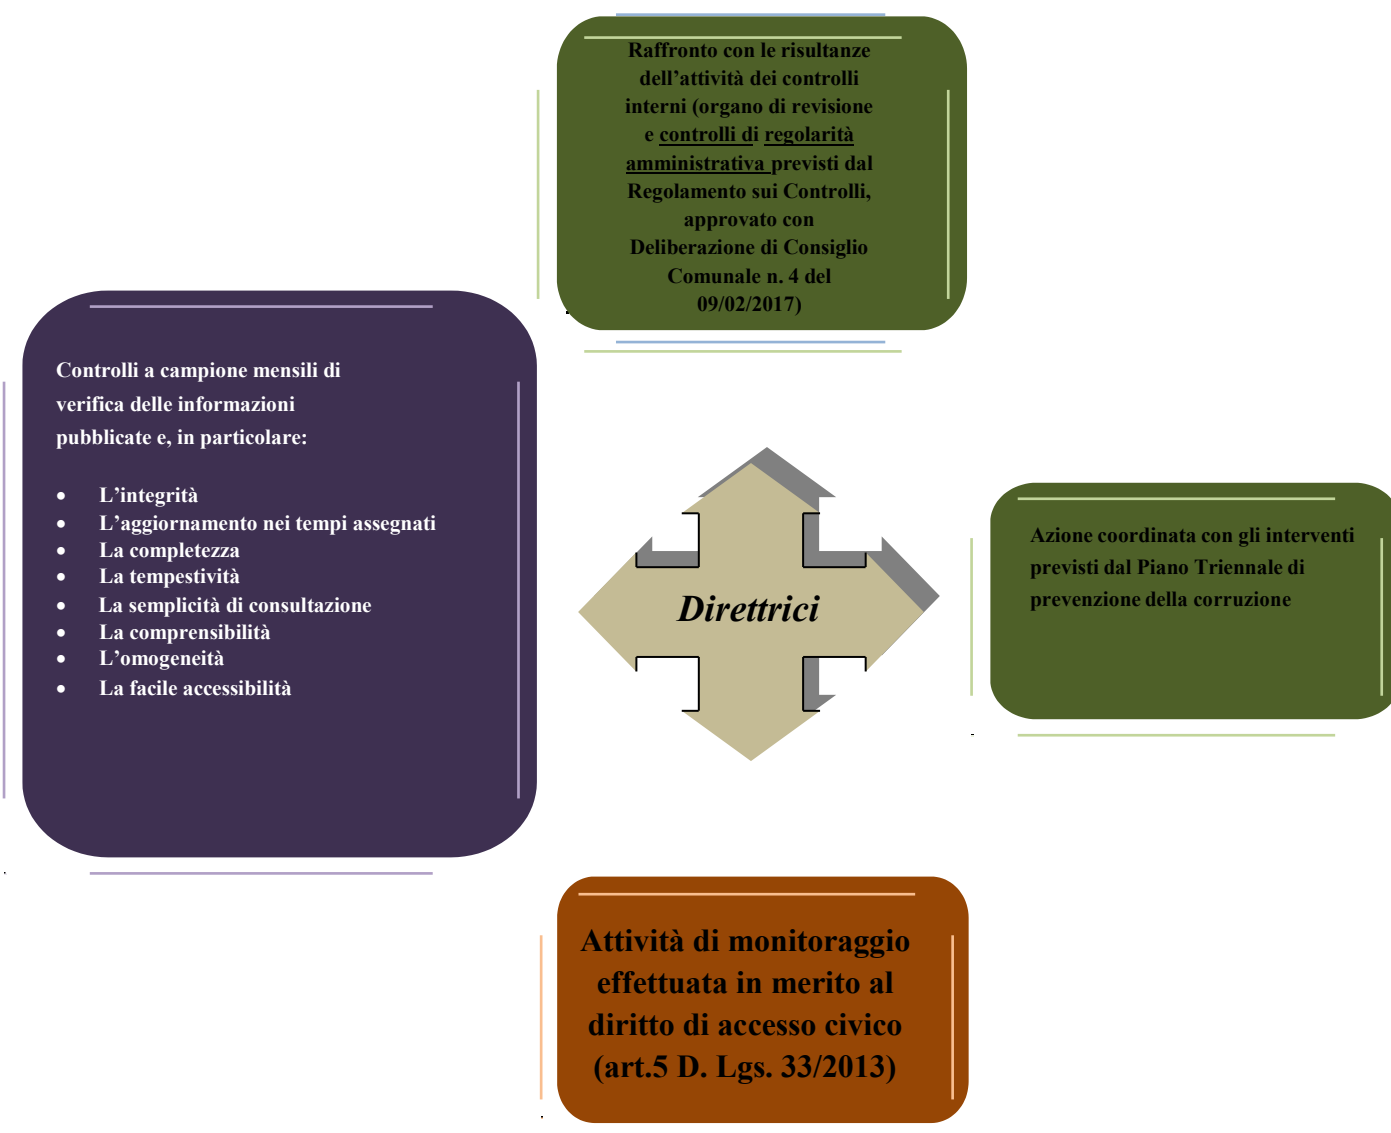 Raffronto con le risultanze
dell’attività dei controlli
interni (organo di revisione
e controlli di regolarità
amministrativa previsti dal
Regolamento sui Controlli,
approvato con
Deliberazione di Consiglio
Comunale n. 4 del
09/02/2017)
Controlli a campione mensili di
verifica delle informazioni
pubblicate e, in particolare:
• L’integrità
• L’aggiornamento nei tempi assegnati
• La completezza
• La tempestività
• La semplicità di consultazione
• La comprensibilità
• L’omogeneità
• La facile accessibilità
Direttrici
Azione coordinata con gli interventi
previsti dal Piano Triennale di
prevenzione della corruzione
Attività di monitoraggio
effettuata in merito al
diritto di accesso civico
(art.5 D. Lgs. 33/2013)